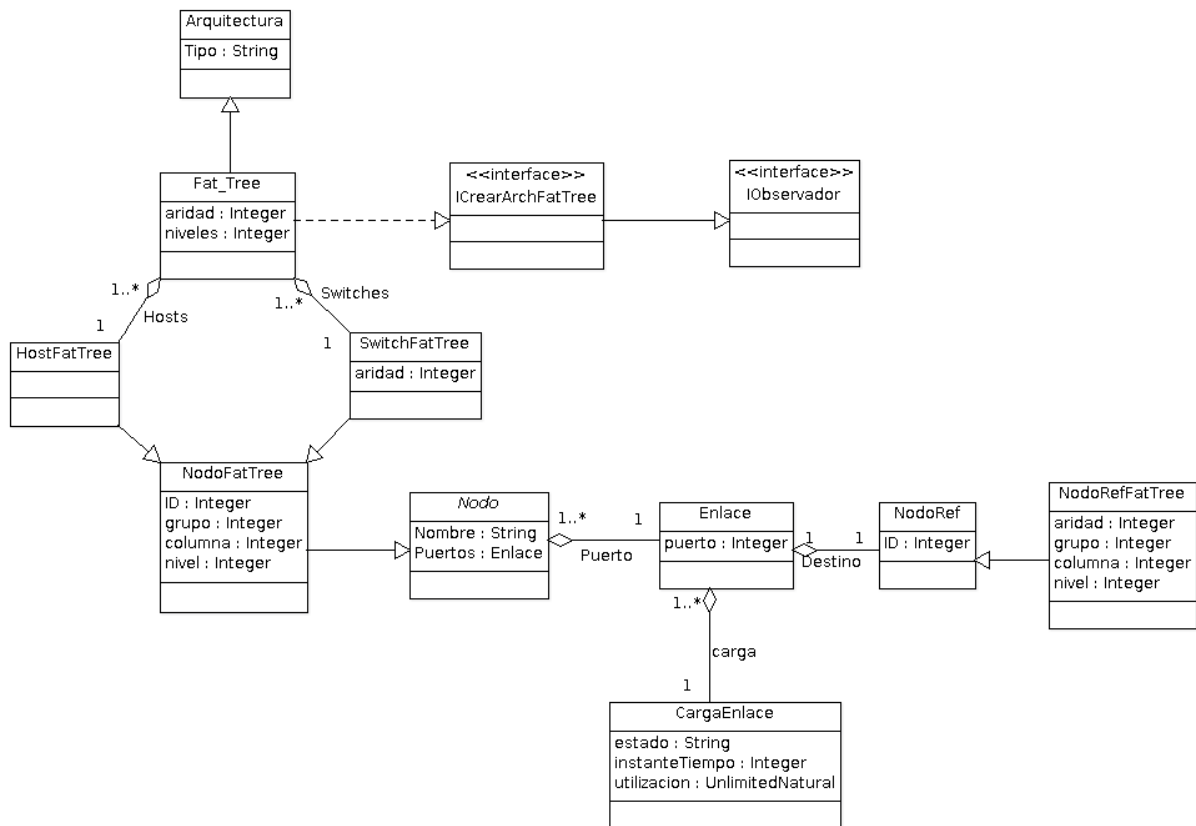 Arquitectura
Tipo : String
Fat_Tree
aridad : Integer
niveles : Integer
<<interface>>
ICrearArchFatTree
<<interface>>
IObservador
1..*
Hosts
1
1..*
Switches
1
HostFatTree
SwitchFatTree
aridad : Integer
NodoFatTree
ID : Integer
grupo : Integer
columna : Integer
nivel : Integer
Nodo
Nombre : String
Puertos : Enlace
1..*
1
Puerto
Enlace
puerto : Integer
1
1
Destino
NodoRef
ID : Integer
NodoRefFatTree
aridad : Integer
grupo : Integer
columna : Integer
nivel : Integer
1..*
carga
1
CargaEnlace
estado : String
instanteTiempo : Integer
utilizacion : UnlimitedNatural